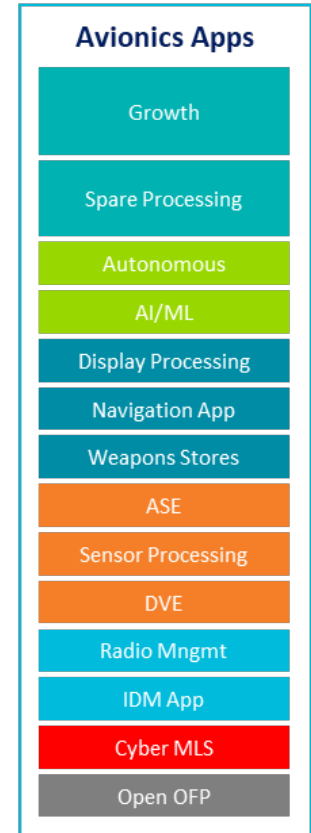 Avionics Apps
Growth
Spare Processing
Autonomous
AI/ML
Display Processing
Navigation App
Weapons Stores
ASE
Sensor Processing
DVE
Radio Mngmt
IDM App
Cyber MLS
Open OFP